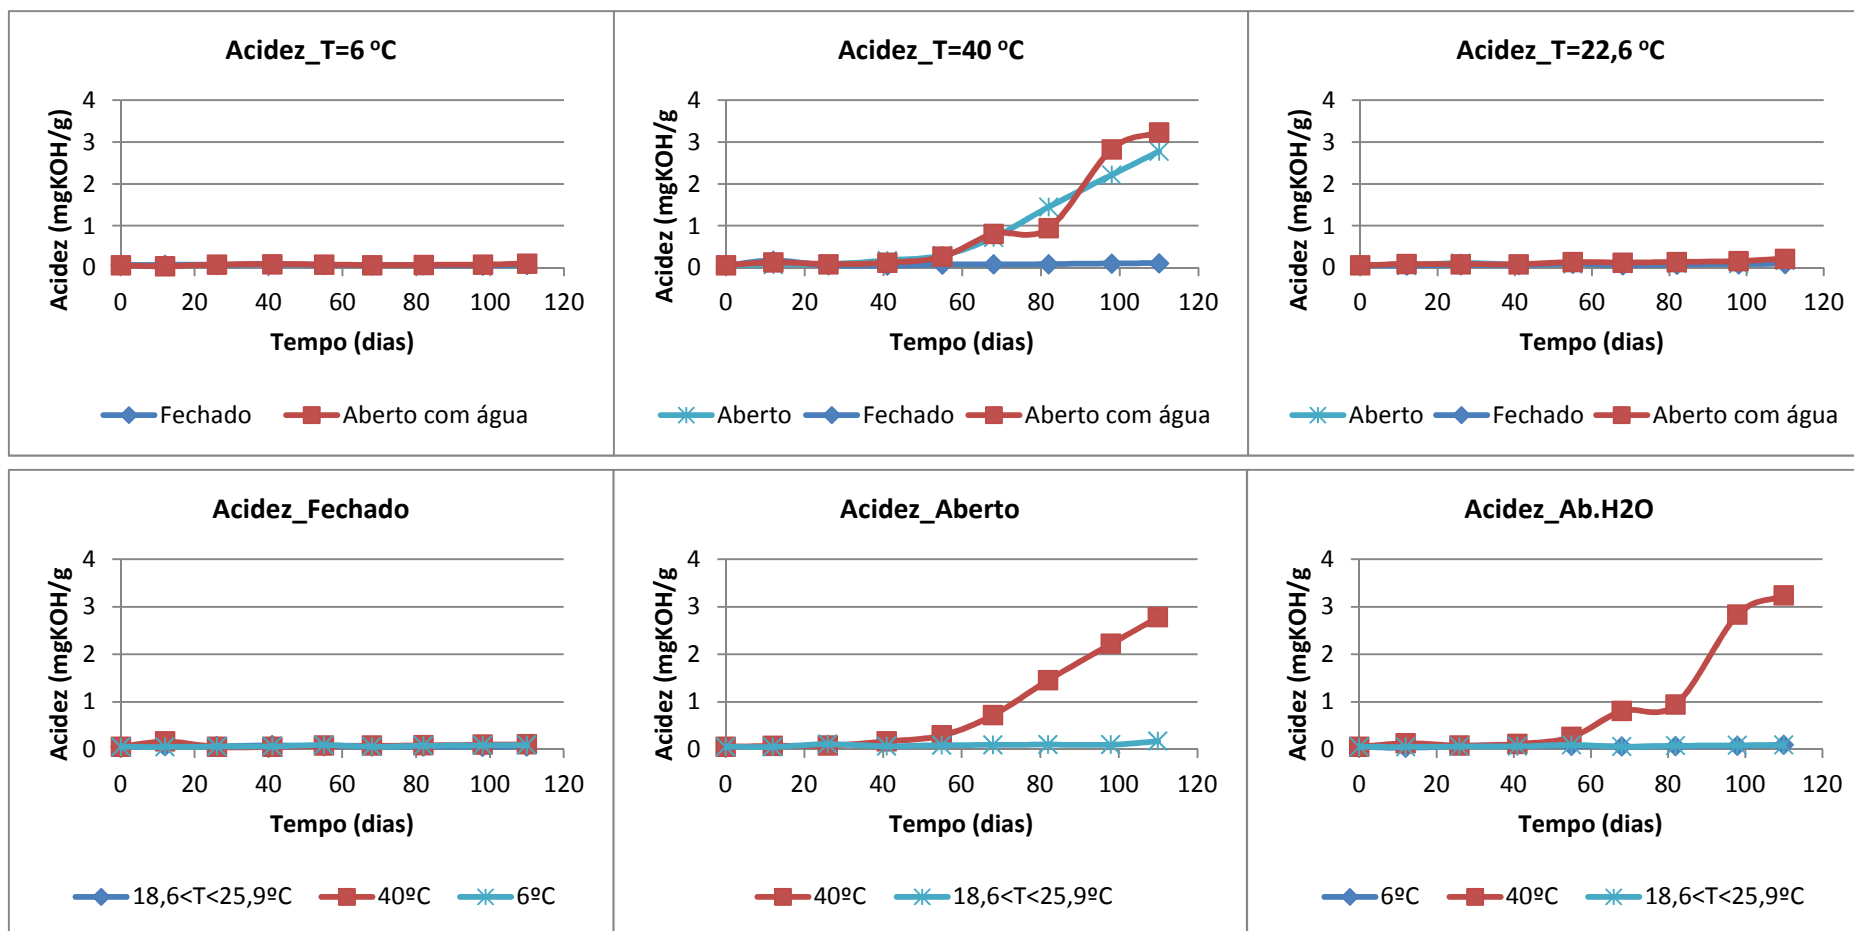 Acidez_T=6 ºC
Acidez (mgKOH/g)
4
3
2
1
0
0 20 40 60 80 100 120
Tempo (dias)
Fechado Aberto com água
Acidez_T=40 ºC
Acidez (mgKOH/g
4
3
2
1
0
0 20 40 60 80 100 120
Tempo (dias)
Aberto Fechado Aberto com água
Acidez_T=22,6 ºC
Acidez (mgKOH/g)
4
3
2
1
0
0 20 40 60 80 100 120
Tempo (dias)
Aberto Fechado Aberto com água
Acidez_Fechado
Acidez (mgKOH/g
4
3
2
1
0
0 20 40 60 80 100 120
Tempo (dias)
18,6<T<25,9ºC 40ºC 6ºC
Acidez_Aberto
Acidez (mgKOH/g
4
3
2
1
0
0 20 40 60 80 100 120
Tempo (dias)
40ºC 18,6<T<25,9ºC
Acidez_Ab.H2O
Acidez (mgKOH/g
4
3
2
1
0
0 20 40 60 80 100 120
Tempo (dias)
6ºC 40ºC 18,6<T<25,9ºC